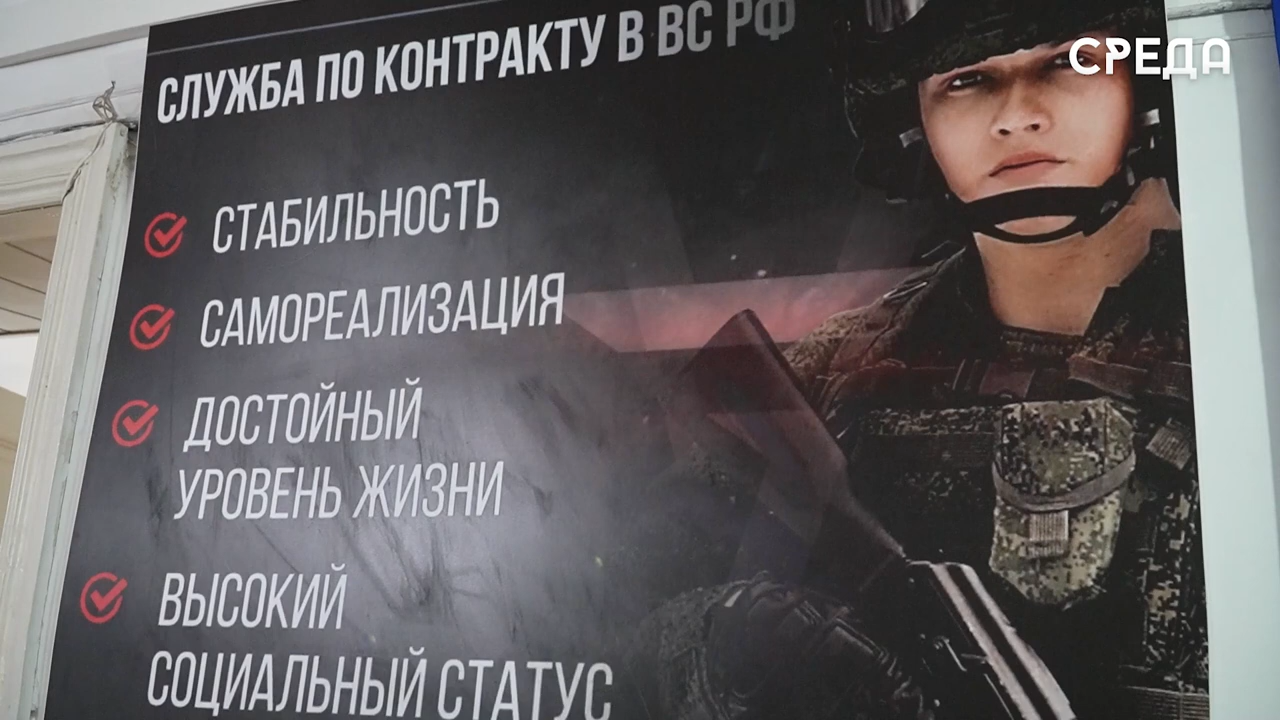 СЛУЖБА ПО КОНТРАКТУ В ВС РФ
СРЕДА
СТАБИЛЬНОСТЬ
САМОРЕАЛИЗАЦИЯ
ДОСТОЙНЫЙ
УРОВЕНЬ ЖИЗНИ
ВЫСОКИЙ
СОЦИАЛЬНЫЙ СТАТУС